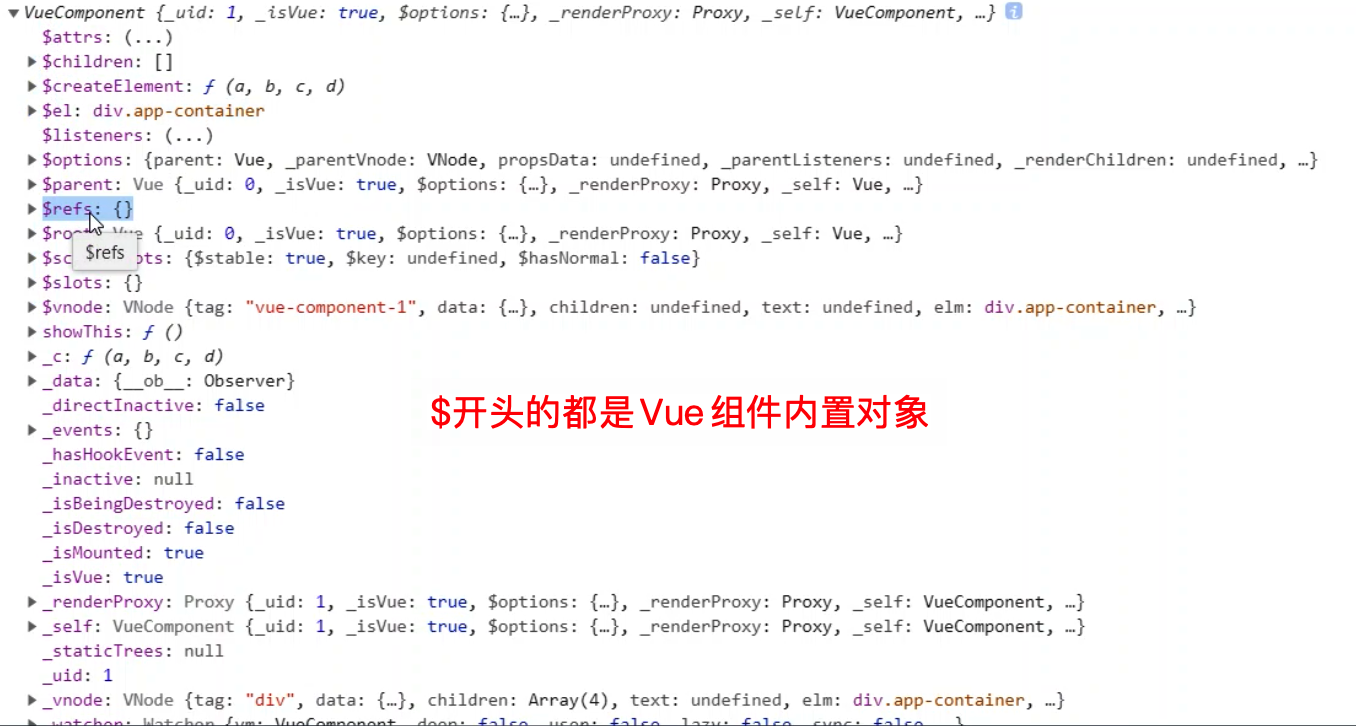 ▼VueComponent {_uid: 1, _isVue: true, $options: {…}, _renderProxy: Proxy, _self: VueComponent, …} i
$attrs: (...)
▶$children: []
▶$createElement: ƒ (a, b, c, d)
▶$el: div.app-container
$listeners: (...)
▶$options: {parent: Vue, _parentVnode: VNode, propsData: undefined, _parentListeners: undefined, _renderChildren: undefined, …}
▶$parent: Vue {_uid: 0, _isVue: true, $options: {…}, _renderProxy: Proxy, _self: Vue, …}
▶$refs: {}
▶$root: Vue {_uid: 0, _isVue: true, $options: {…}, _renderProxy: Proxy, _self: Vue, …}
$refs
▶$sc ots: {$stable: true, $key: undefined, $hasNormal: false}
▶$slots: {}
▶$vnode: VNode {tag: "vue-component-1", data: {…}, children: undefined, text: undefined, elm: div.app-container, …}
▶showThis: ƒ ()
▶_c: ƒ (a, b, c, d)
▶_data: {__ob__: Observer}
_directInactive: false
$开头的都是Vue组件内置对象
▶_events: {}
_hasHookEvent: false
_inactive: null
_isBeingDestroyed: false
_isDestroyed: false
_isMounted: true
_isVue: true
▶_renderProxy: Proxy {_uid: 1, _isVue: true, $options: {…}, _renderProxy: Proxy, _self: VueComponent, …}
▶_self: VueComponent {_uid: 1, _isVue: true, $options: {…}, _renderProxy: Proxy, _self: VueComponent, …}
_staticTrees: null
_uid: 1
▶_vnode: VNode {tag: "div", data: {…}, children: Array(4), text: undefined, elm: div.app-container, …}